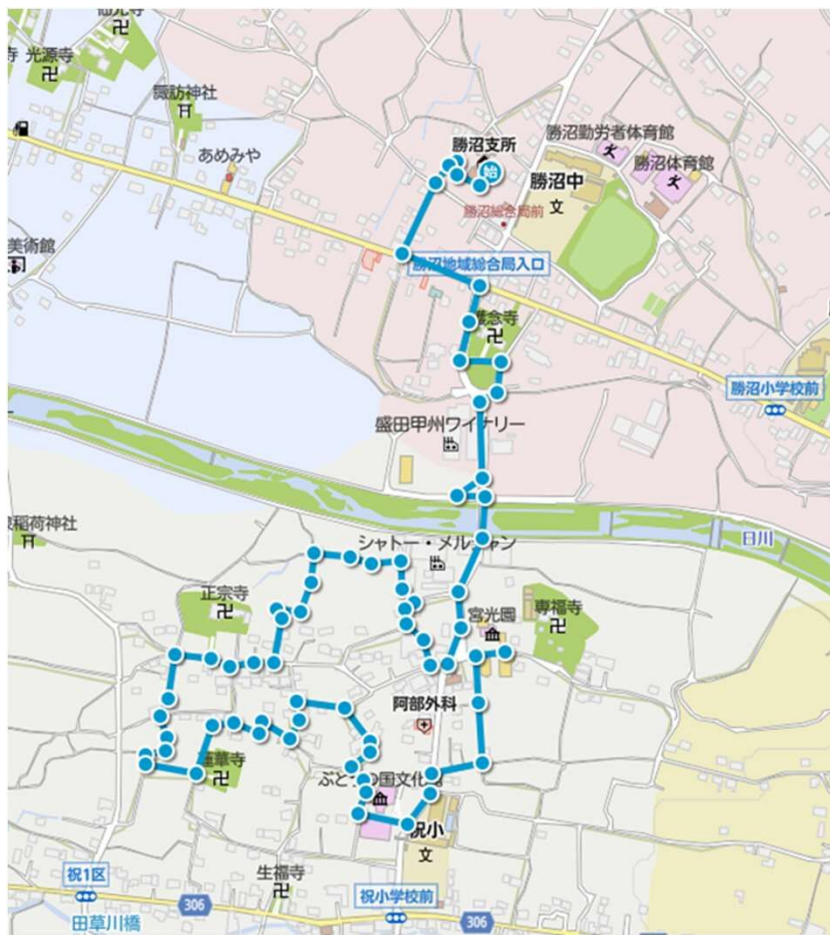 光源寺
諏訪神社
あめみや
勝沼支所
始
勝沼勤労者体育館
勝沼体育館
勝沼中
文
勝沼総合局前
美術館
勝沼地域総合局入口
勝沼小学校前
盛田甲州ワイナリー
稲荷神社
シャトー・メルシャン
日川
正宗寺
宮光園
専福寺
阿部外科
ぶどうの国文化
祝小
文
生福寺
祝1区
306
祝小学校前
306
田草川橋